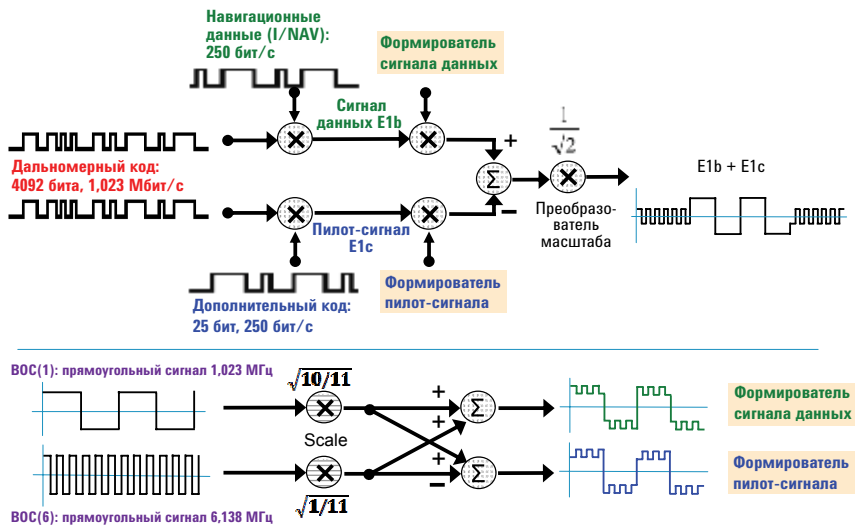 Навигационные
данные (I/NAV):
250 бит/с
Формирователь
сигнала данных
Сигнал
данных E1b
+
1
√2
E1b + E1c
Дальномерный код:
4092 бита, 1,023 Мбит/с
Σ
−
Преобразо-
ватель
масштаба
Пилот-сигнал
E1c
Формирователь
пилот-сигнала
Дополнительный код:
25 бит, 250 бит/с
BOC(1): прямоугольный сигнал 1,023 МГц
√10/11
+
Σ
+
Формирователь
сигнала данных
Scale
+
−
Σ
Формирователь
пилот-сигнала
√1/11
BOC(6): прямоугольный сигнал 6,138 МГц